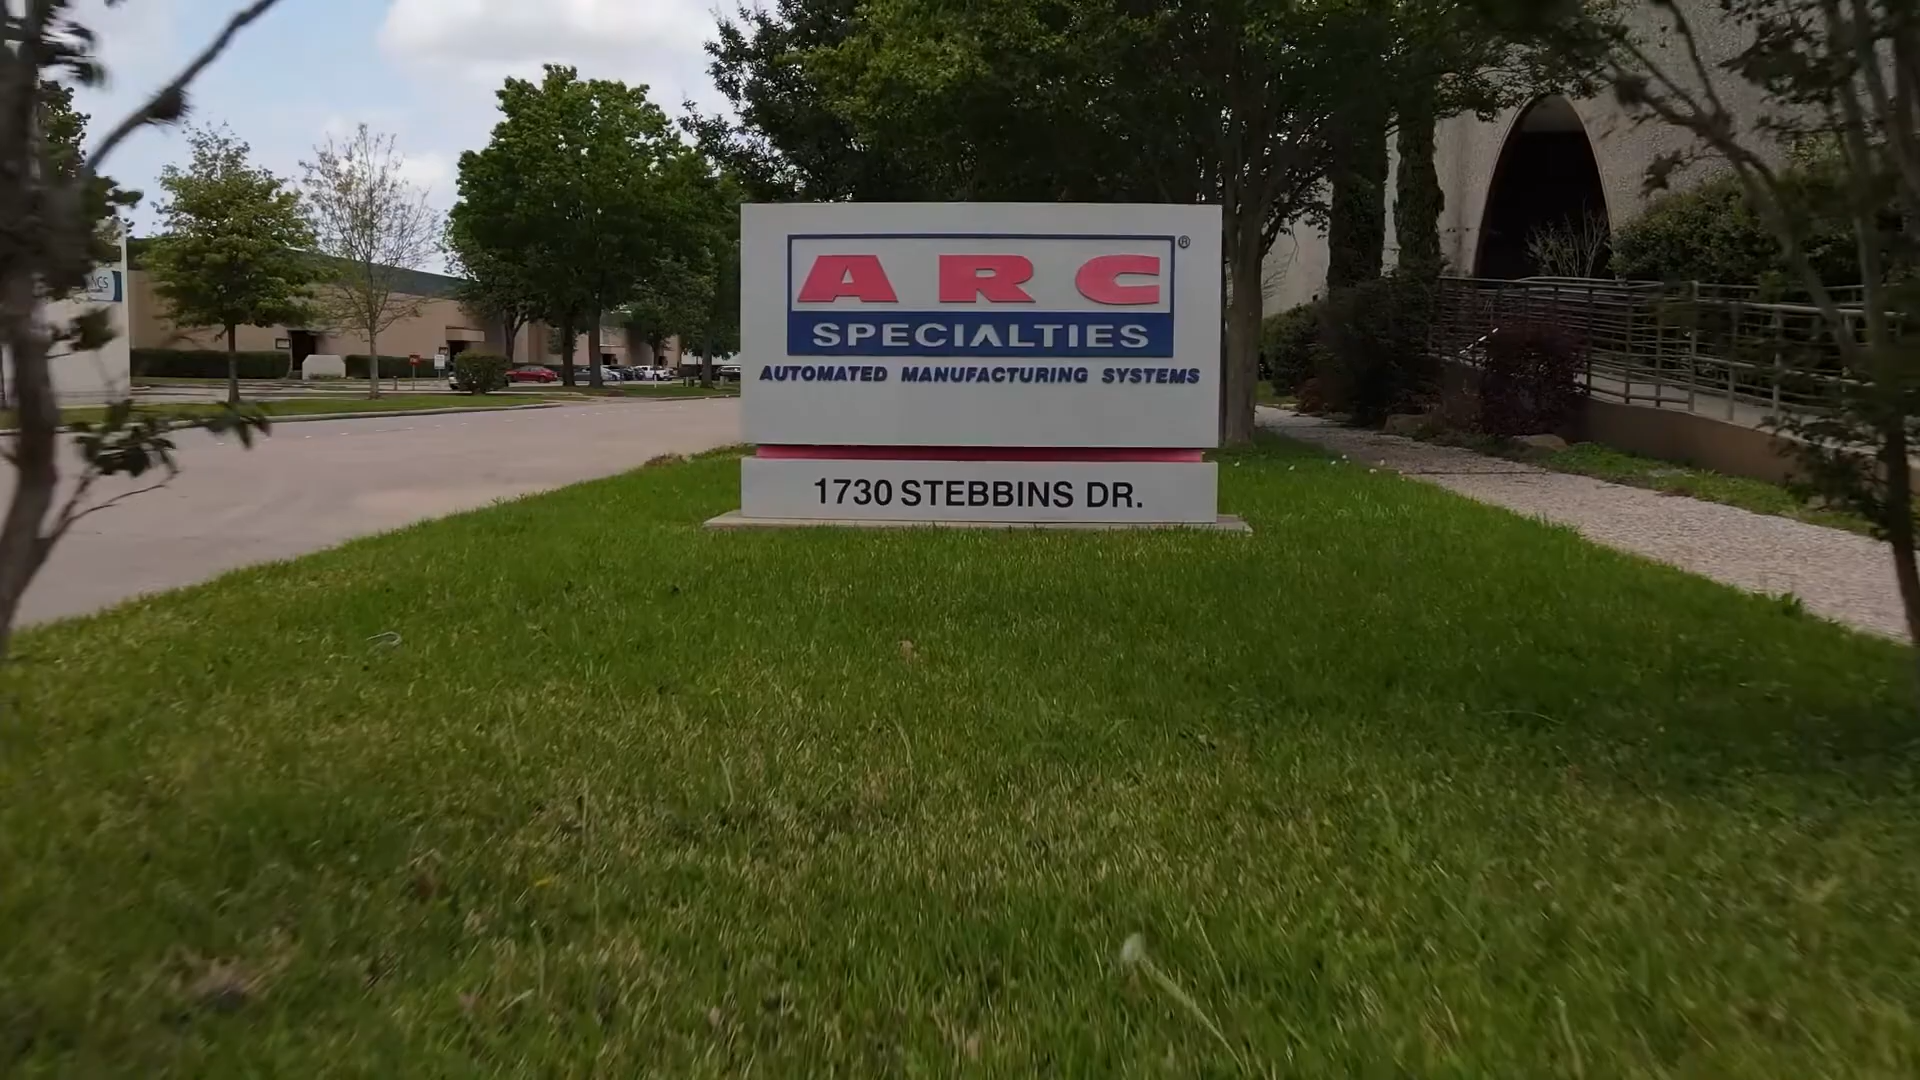 ARC®
SPECIALTIES
AUTOMATED MANUFACTURING SYSTEMS
1730 STEBBINS DR.